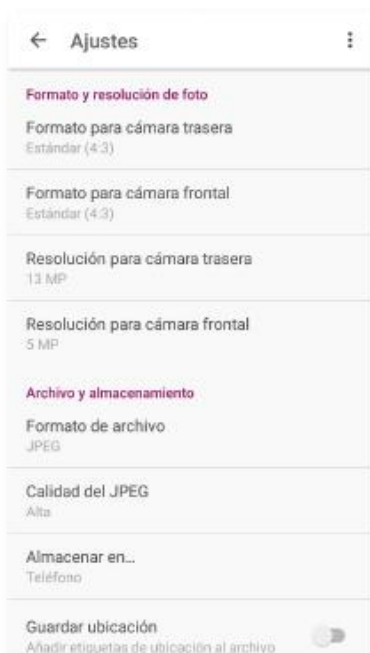 Ajustes
Formato y resolución de foto
Formato para cámara trasera
Estándar (4:3)
Formato para cámara frontal
Estándar (4:3)
Resolución para cámara trasera
13 MP
Resolución para cámara frontal
5 MP
Archivo y almacenamiento
Formato de archivo
JPEG
Calidad del JPEG
Alta
Almacenar en...
Teléfono
Guardar ubicación
Añadir etiquetas de ubicación al archivo